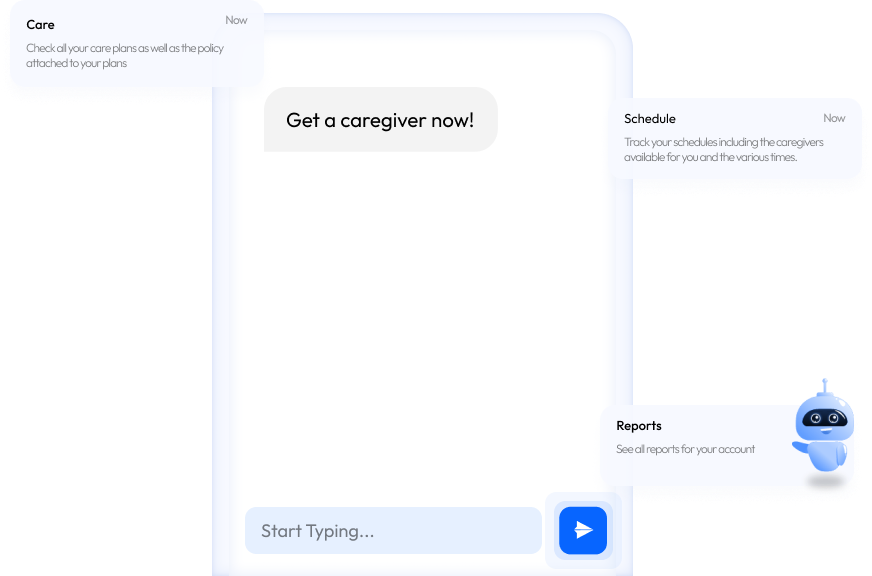 Care
Now
Check all your care plans as well as the policy
attached to your plans
Get a caregiver now!
Schedule
Now
Track your schedules including the caregivers
available for you and the various times.
Reports
See all reports for your account
Start Typing...